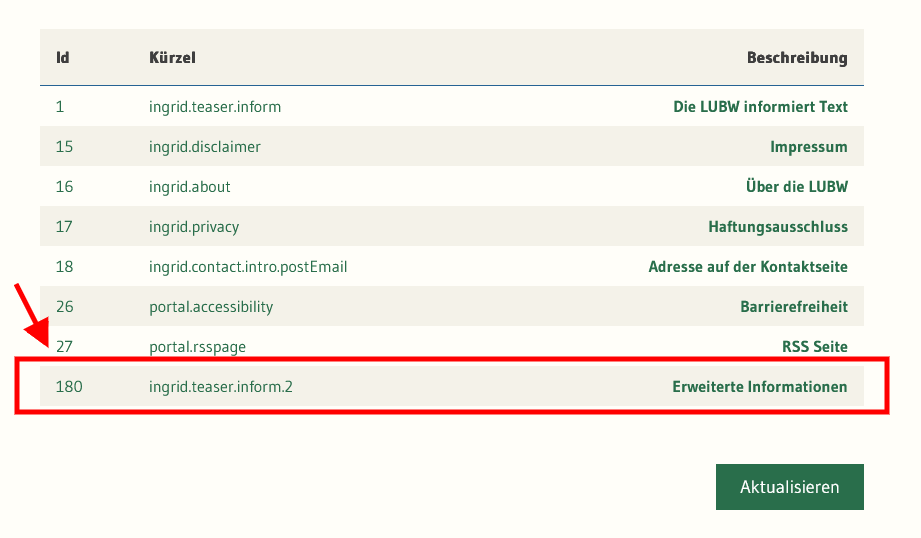 Id Kürzel Beschreibung
1 ingrid.teaser.inform Die LUBW informiert Text
15 ingrid.disclaimer Impressum
16 ingrid.about Über die LUBW
17 ingrid.privacy Haftungsausschluss
18 ingrid.contact.intro.postEmail Adresse auf der Kontaktseite
26 portal.accessibility Barrierefreiheit
27 portal.rsspage RSS Seite
180 ingrid.teaser.inform.2 Erweiterte Informationen
Aktualisieren